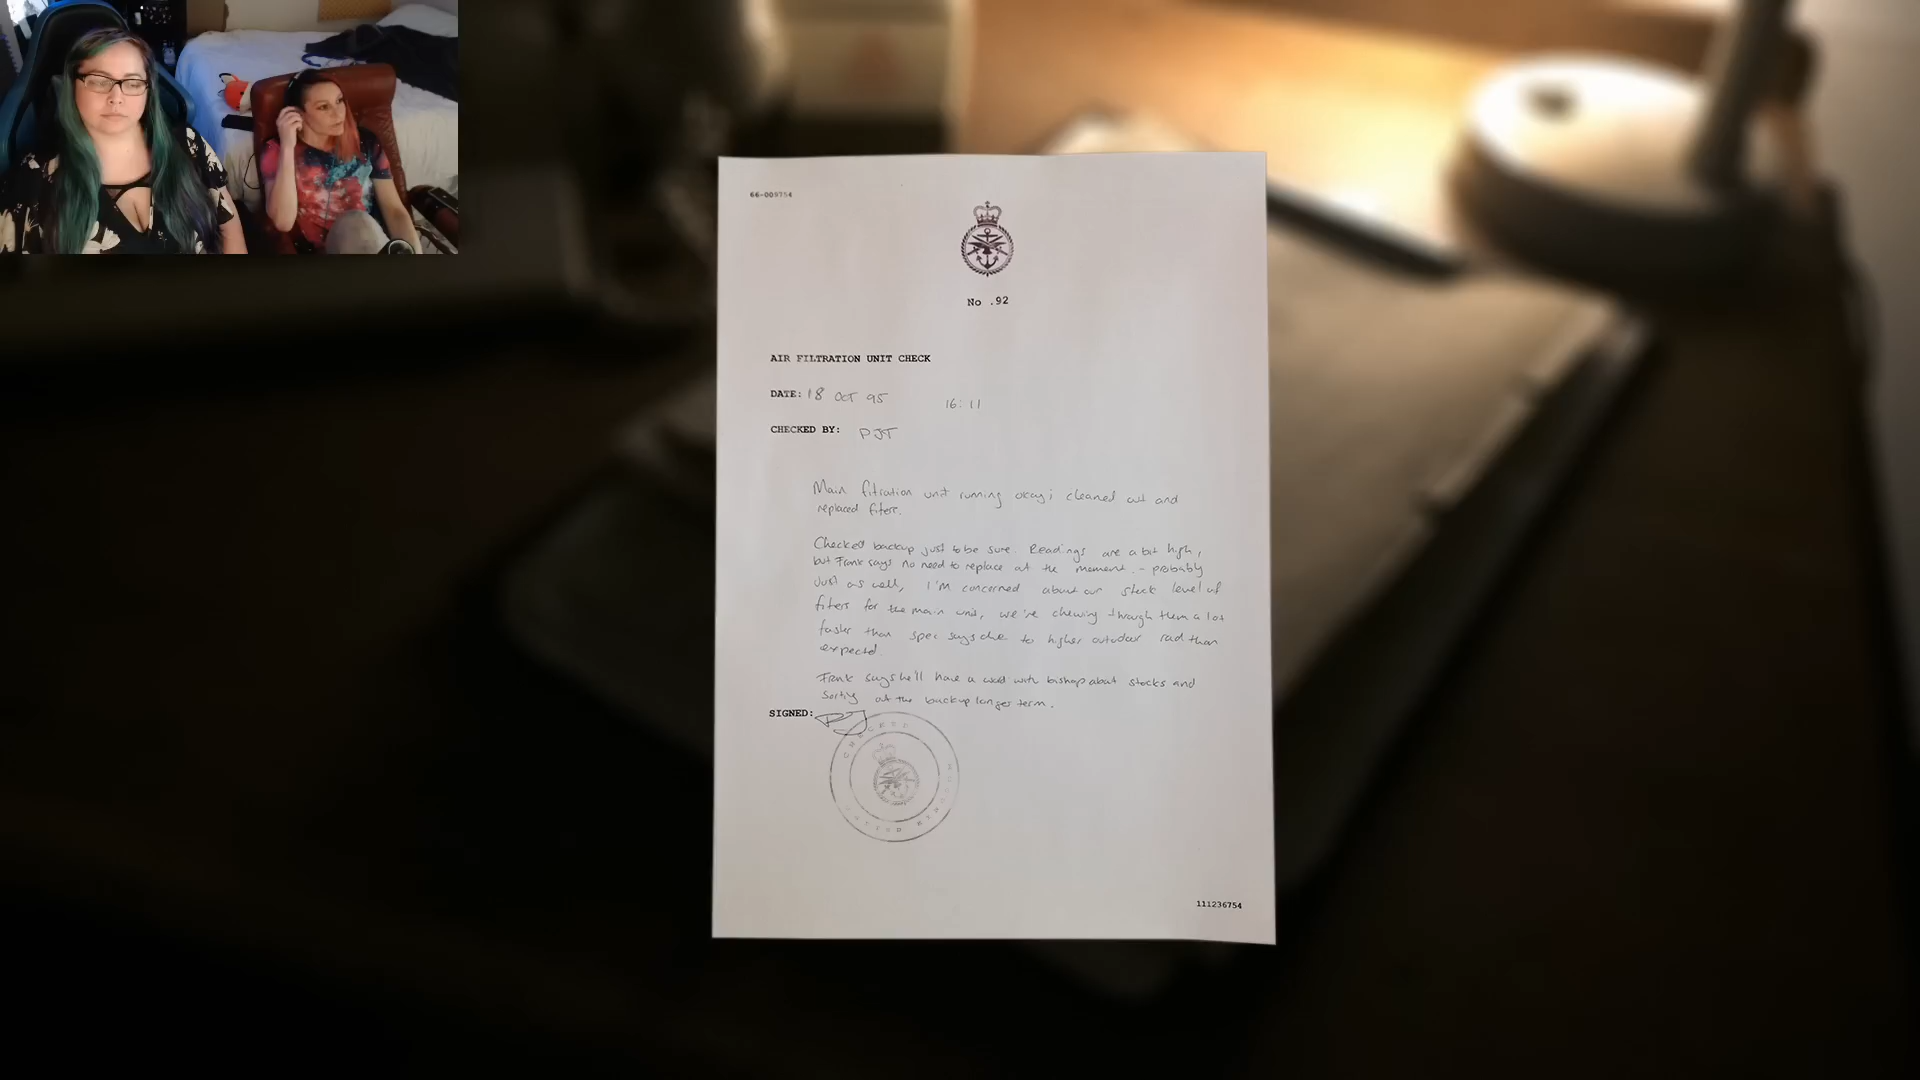 66-009754
No .92
AIR FILTRATION UNIT CHECK
DATE: 18 OCT 95 16:11
CHECKED BY: PJT
Main fitration unit running okay; cleaned out and
replaced filters.
Checked backup just to be sure. Readings are a bit high,
but Frank says no need to replace at the moment - probably
just as well, I'm concerned about our stock level of
filters for the main unit, we're chewing through them a lot
faster than spec says due to higher outdoor rad than
expected.
Frank says he'll have a word with bishop about stocks and
sorting out the backup longer term.
SIGNED: PJ
CHECKED
111236754